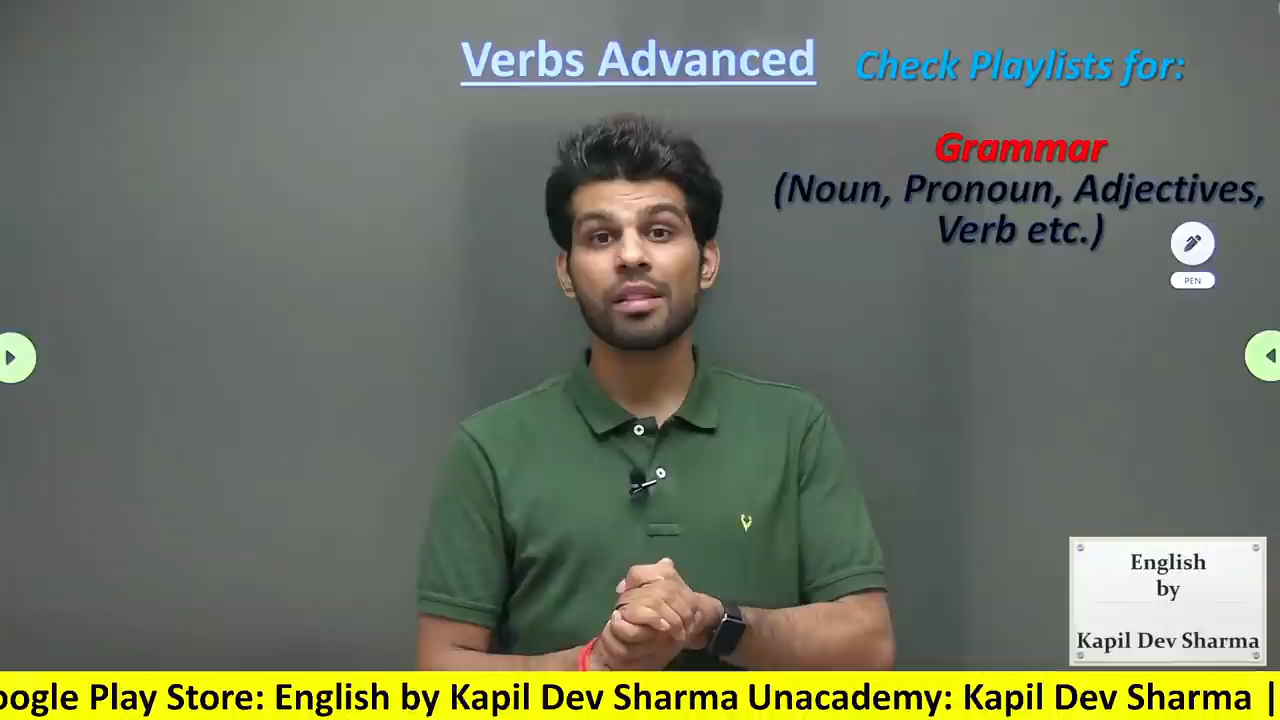 Verbs Advanced
Check Playlists for:
Grammar
(Noun, Pronoun, Adjectives,
Verb etc.)
PEN
English
by
Kapil Dev Sharma
oogle Play Store: English by Kapil Dev Sharma Unacademy: Kapil Dev Sharma |